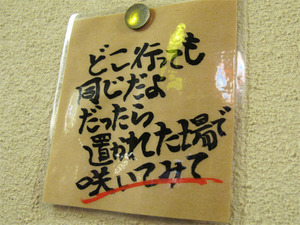 どこ行っても
同じだよ
だったら
置かれた場で
咲いてみて